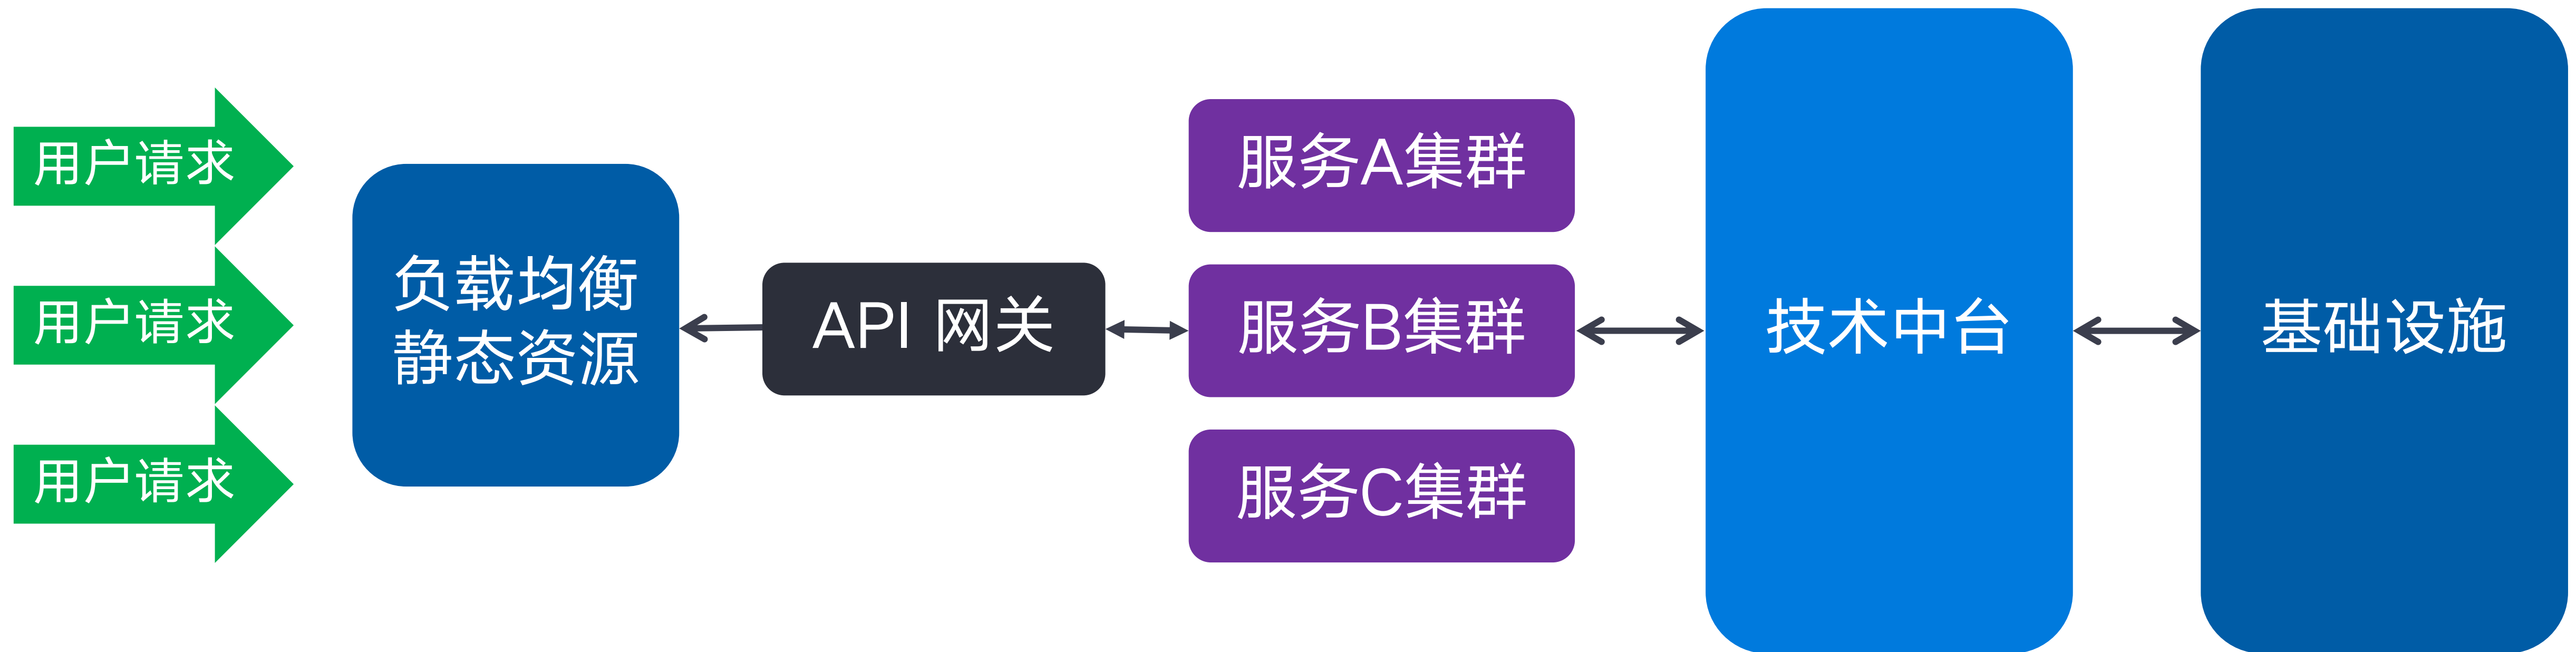 用户请求
用户请求
用户请求
负载均衡
静态资源
API 网关
服务A集群
服务B集群
服务C集群
技术中台
基础设施